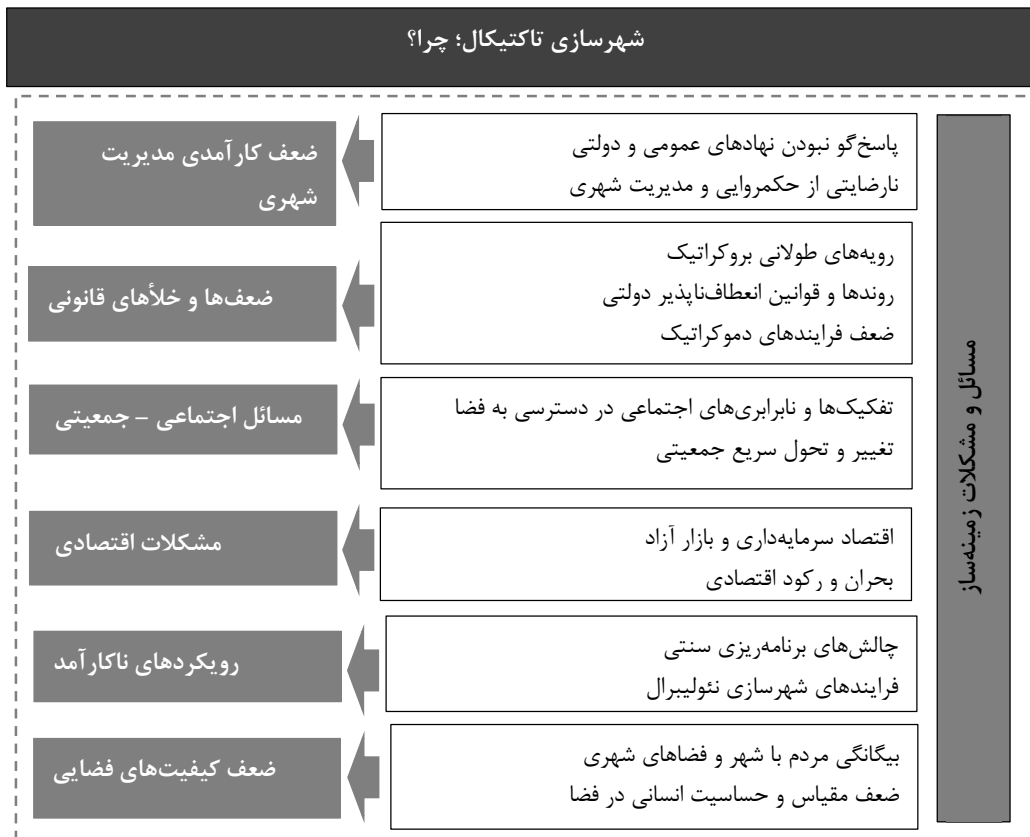 شهرسازی تاکتیکال؛ چرا؟
مسائل و مشکلات زمینه‌ساز
پاسخ‌گو نبودن نهادهای عمومی و دولتی
نارضایتی از حکمروایی و مدیریت شهری
ضعف کارآمدی مدیریت
شهری
رویه‌های طولانی بروکراتیک
روندها و قوانین انعطاف‌ناپذیر دولتی
ضعف فرایندهای دموکراتیک
ضعف‌ها و خلأهای قانونی
تفکیک‌ها و نابرابری‌های اجتماعی در دسترسی به فضا
تغییر و تحول سریع جمعیتی
مسائل اجتماعی – جمعیتی
اقتصاد سرمایه‌داری و بازار آزاد
بحران و رکود اقتصادی
مشکلات اقتصادی
چالش‌های برنامه‌ریزی سنتی
فرایندهای شهرسازی نئولیبرال
رویکردهای ناکارآمد
بیگانگی مردم با شهر و فضاهای شهری
ضعف مقیاس و حساسیت انسانی در فضا
ضعف کیفیت‌های فضایی